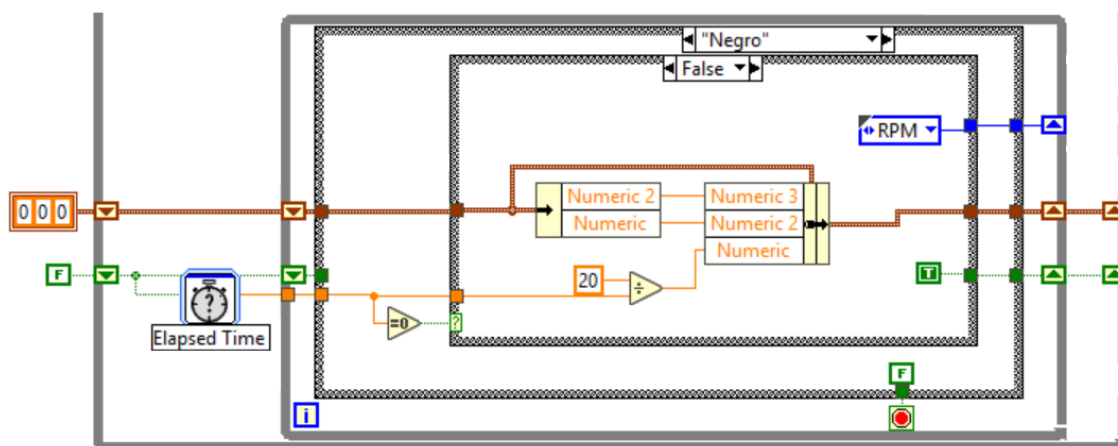 "Negro"
False
RPM
Numeric 2
Numeric 3
0 0 0
Numeric
Numeric 2
Numeric
F
?
20
÷
T
?
Elapsed Time
=0
?
F
i